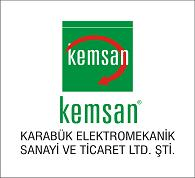 kemsan
kemsan®
KARABÜK ELEKTROMEKANİK
SANAYİ VE TİCARET LTD. ŞTİ.